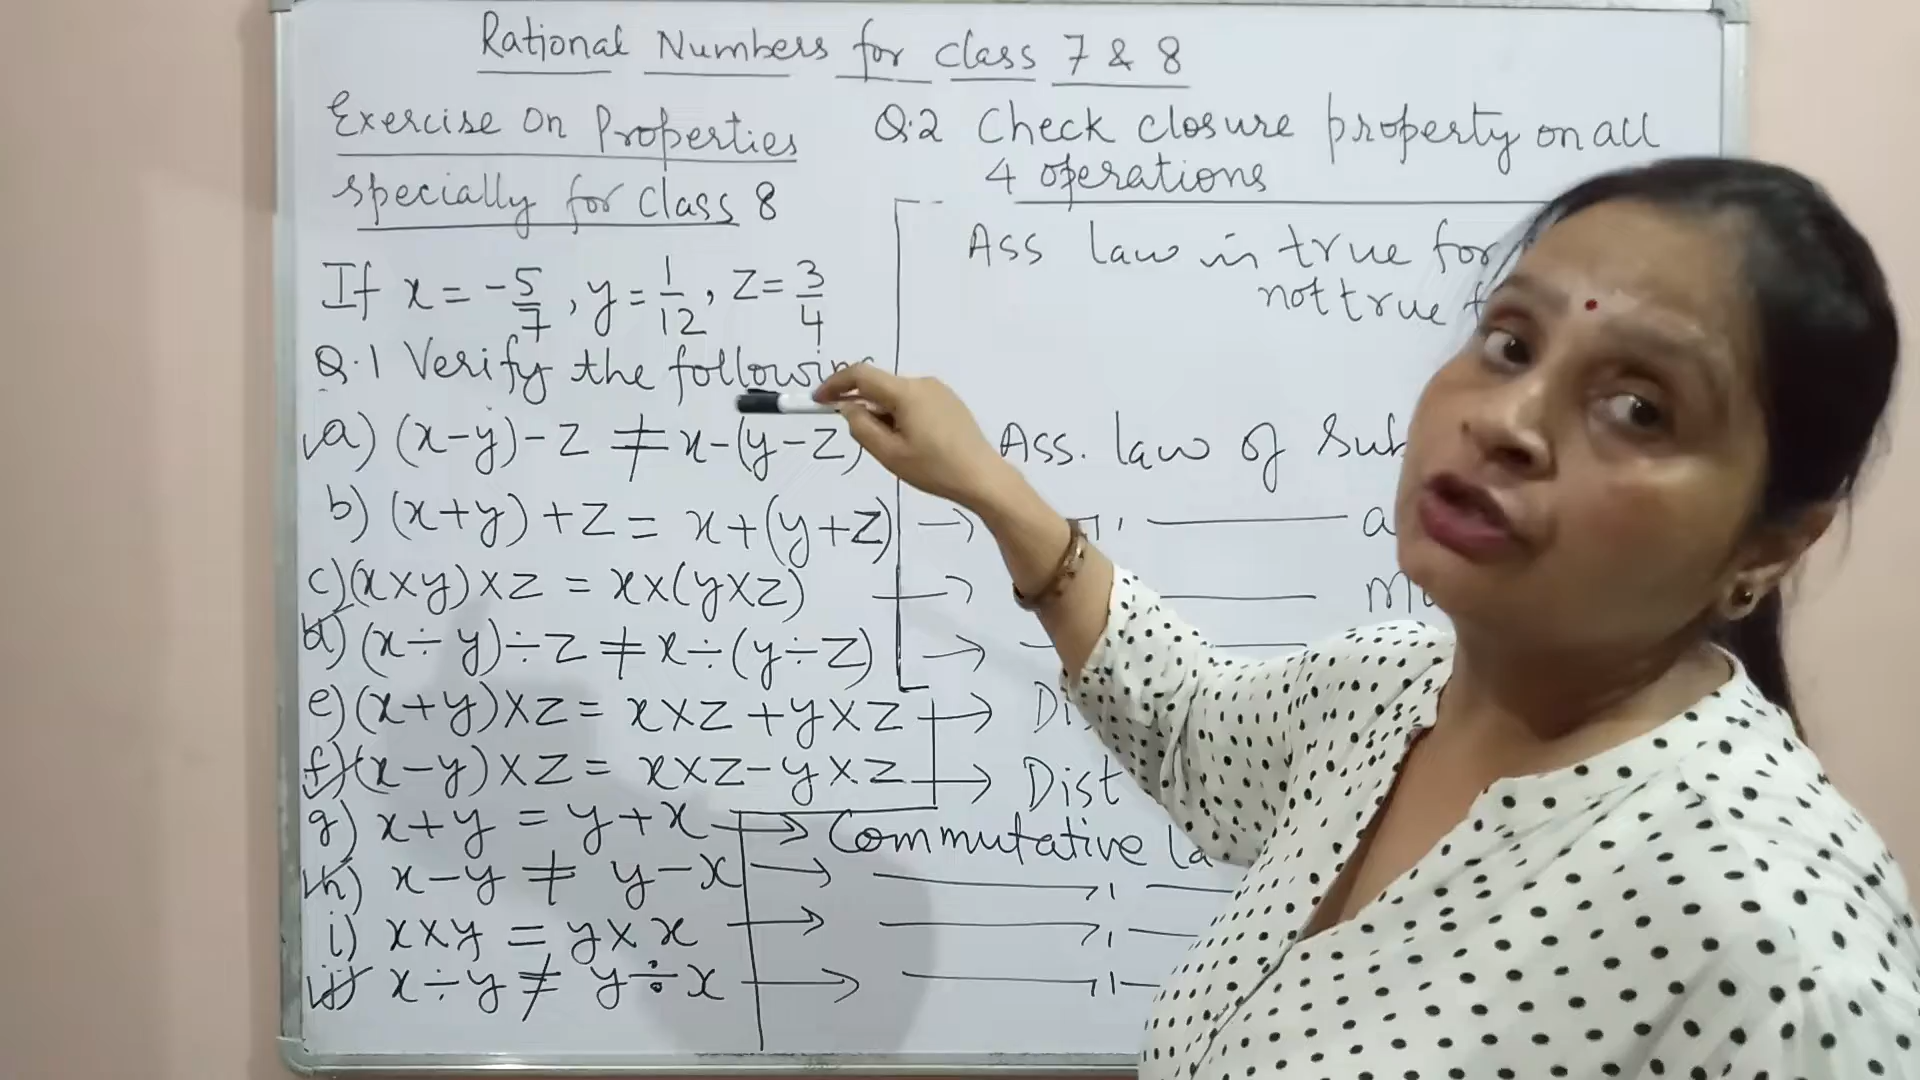 Rational Numbers for class 7 & 8
Exercise on Properties
specially for class 8
If x = -5/7, y = 1/12, z = 3/4
Q.1 Verify the following
a) (x-y)-z ≠ x-(y-z)
b) (x+y)+z = x+(y+z) →
c) (x×y)×z = x×(y×z) →
d) (x÷y)÷z ≠ x÷(y÷z) →
e) (x+y)×z = x×z+y×z →
f) (x-y)×z = x×z-y×z → Dist
g) x+y = y+x → Commutative
h) x-y ≠ y-x →
i) x×y = y×x →
j) x÷y ≠ y÷x →
Q.2 Check closure property on all
4 operations
Ass law is true for
not true
Ass. law of Sub